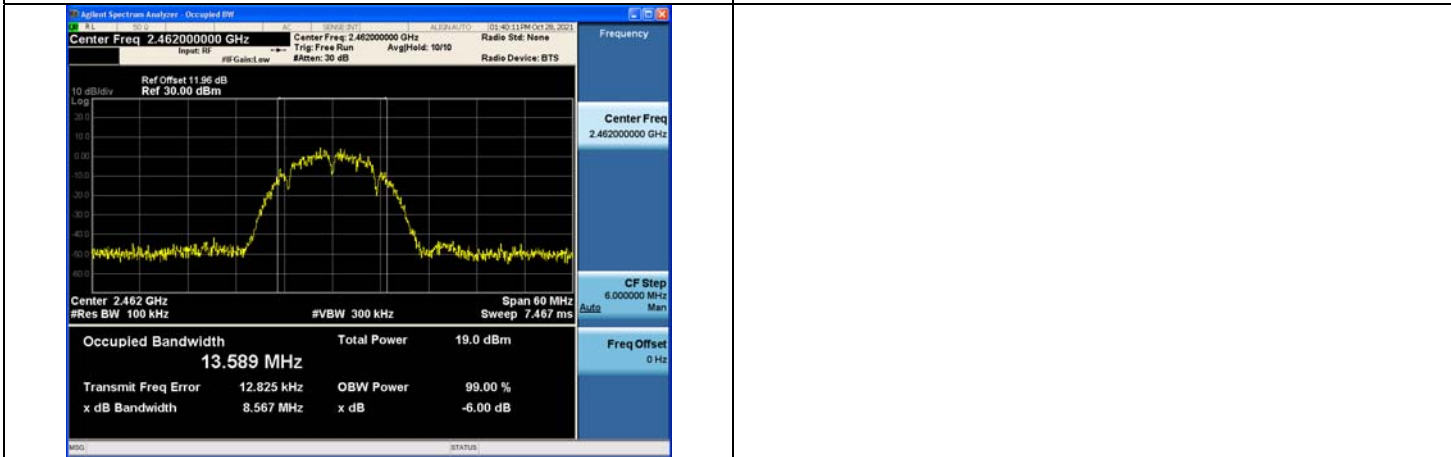 Agilent Spectrum Analyzer - Occupied BW
RL 50 Ω AC SENSE:INT ALIGNAUTO 01:40:11PM Oct 28, 2021
Center Freq 2.462000000 GHz
Center Freq: 2.462000000 GHz
Radio Std: None
Input: RF
Trig: Free Run Avg|Hold: 10/10
#IFGain:Low
#Atten: 30 dB
Radio Device: BTS
Ref Offset 11.96 dB
10 dB/div Ref 30.00 dBm
Log
20.0
10.0
0.00
-10.0
-20.0
-30.0
-40.0
-50.0
-60.0
Center 2.462 GHz
Span 60 MHz
#Res BW 100 kHz
#VBW 300 kHz
Sweep 7.467 ms
Occupied Bandwidth
Total Power 19.0 dBm
13.589 MHz
Transmit Freq Error 12.825 kHz OBW Power 99.00 %
x dB Bandwidth 8.567 MHz x dB -6.00 dB
MSG
STATUS
Frequency
Center Freq
2.462000000 GHz
CF Step
6.000000 MHz
Auto Man
Freq Offset
0 Hz